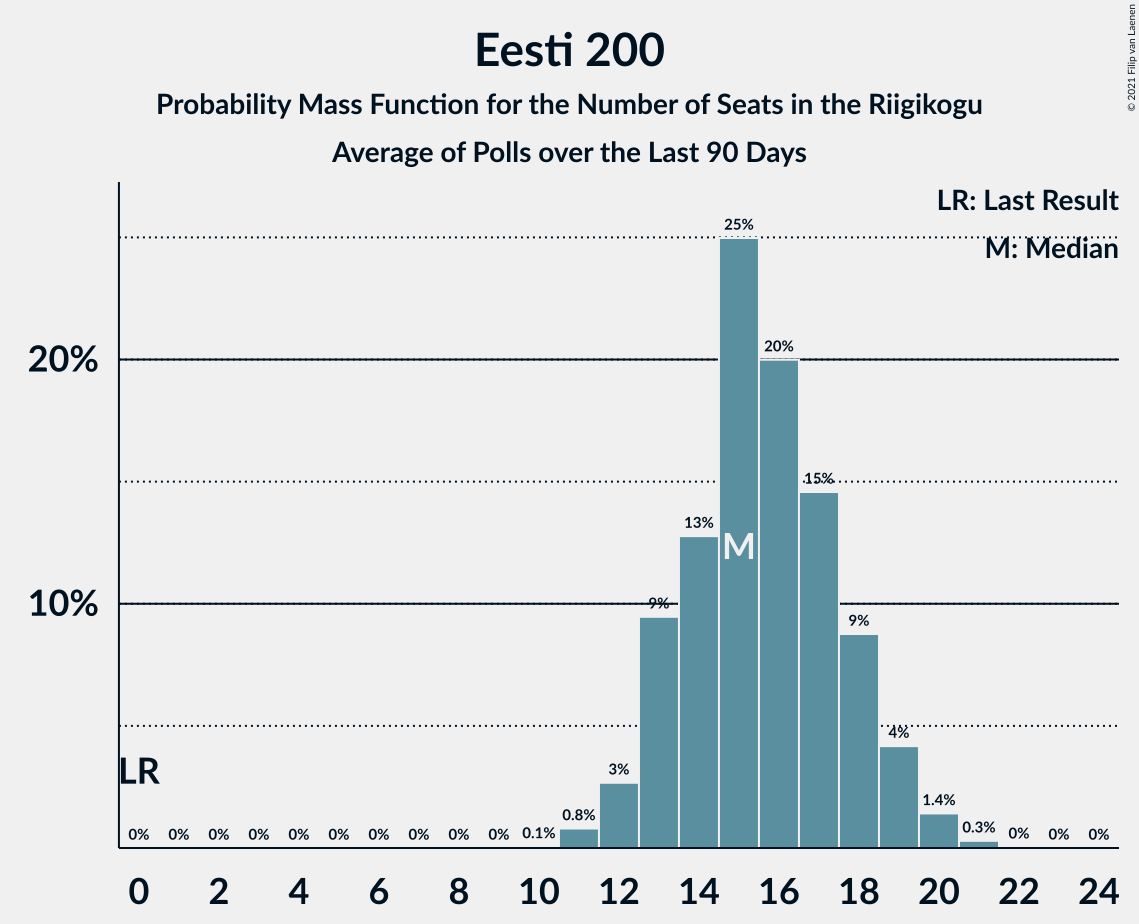 Eesti 200
Probability Mass Function for the Number of Seats in the Riigikogu
Average of Polls over the Last 90 Days
© 2021 Filip van Laenen
LR: Last Result
M: Median
25%
20%
20%
15%
13%
M
10%
9%
9%
4%
LR
3%
1.4%
0.8%
0.3%
0% 0% 0% 0% 0% 0% 0% 0% 0% 0% 0.1% 0% 0% 0%
0 2 4 6 8 10 12 14 16 18 20 22 24